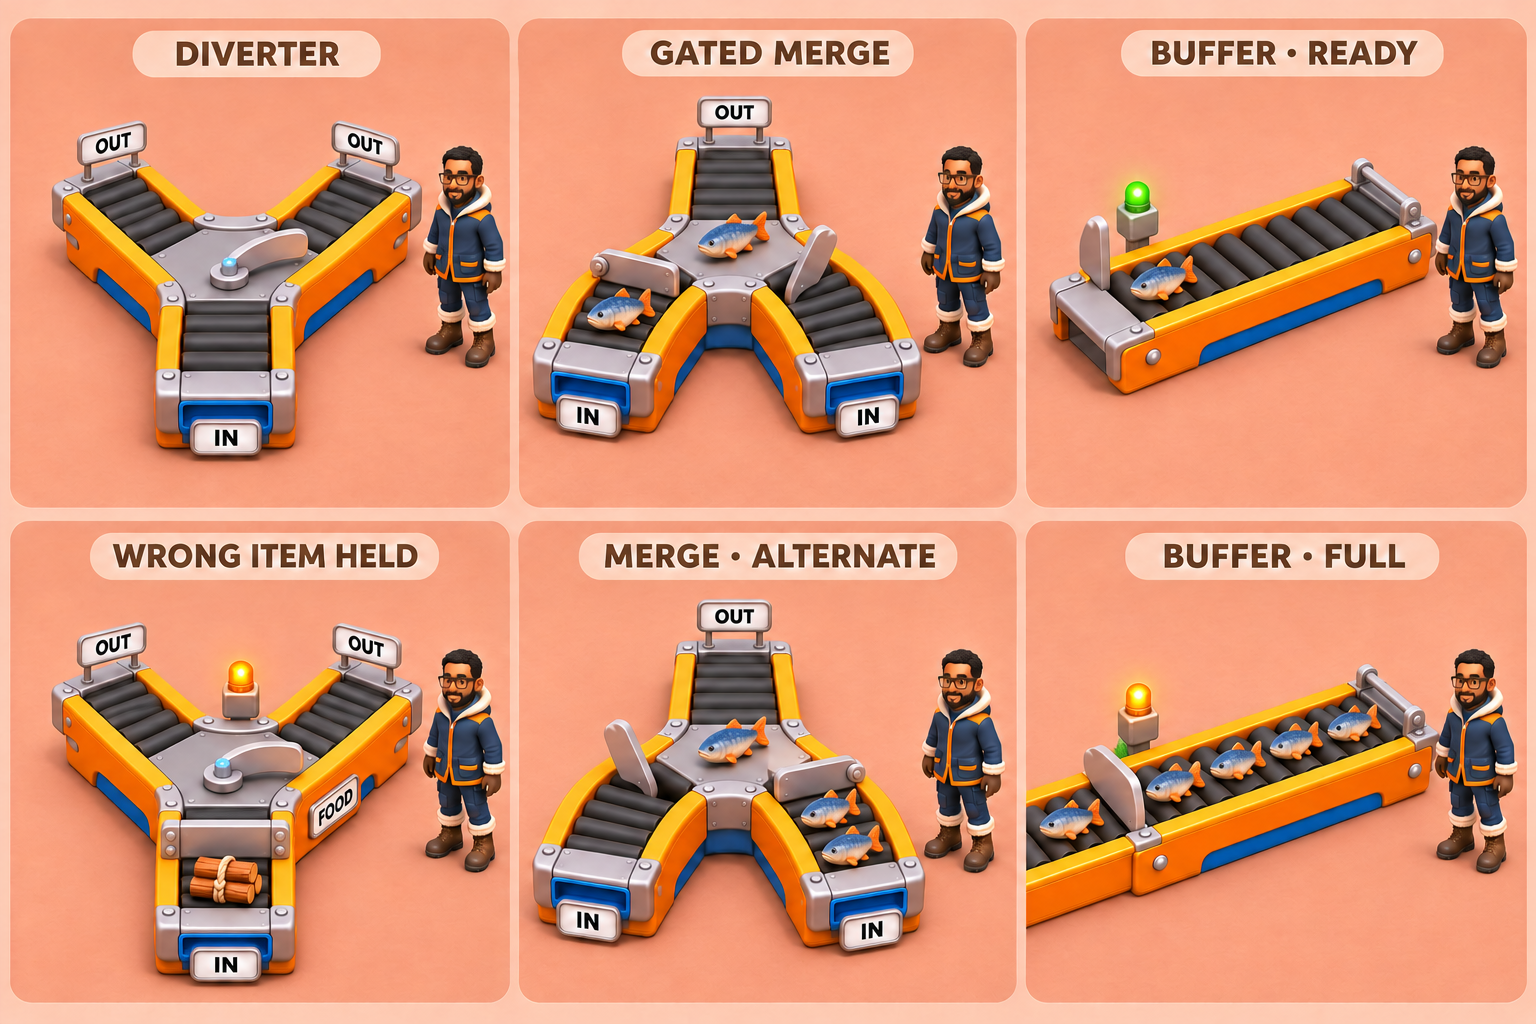 DIVERTER
OUT
OUT
IN
GATED MERGE
OUT
IN
IN
BUFFER • READY
WRONG ITEM HELD
OUT
OUT
FOOD
IN
MERGE • ALTERNATE
OUT
IN
IN
BUFFER • FULL